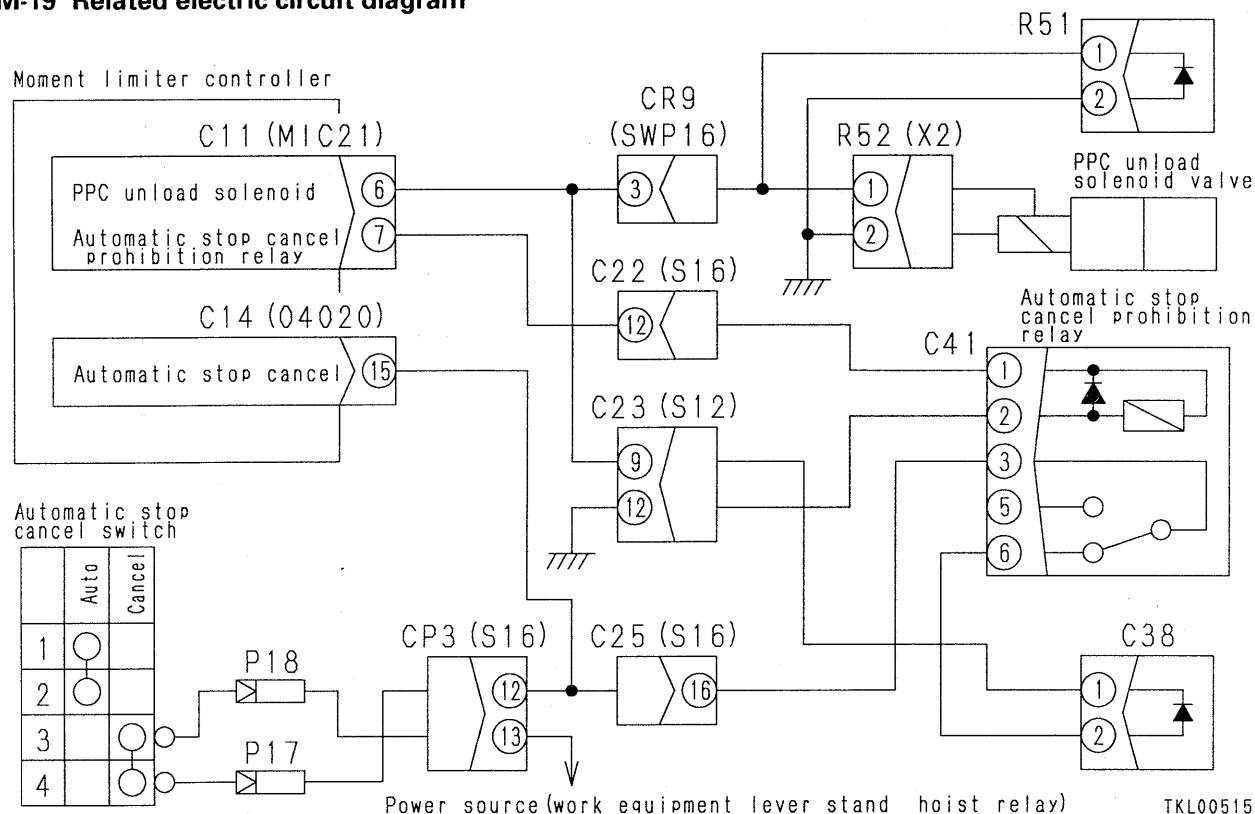 M-19 Related electric circuit diagram
R51
1
2
Moment limiter controller
C11 (MIC21)
PPC unload solenoid
6
Automatic stop cancel
prohibition relay
7
CR9
(SWP16)
3
R52 (X2)
1
2
PPC unload
solenoid valve
C22 (S16)
12
C14 (04020)
Automatic stop cancel
15
Automatic stop
cancel prohibition
relay
C41
1
2
3
5
6
C23 (S12)
9
12
Automatic stop
cancel switch
Auto
Cancel
1
2
3
4
P18
P17
CP3 (S16)
12
13
C25 (S16)
16
C38
1
2
Power source (work equipment lever stand hoist relay)
TKL00515